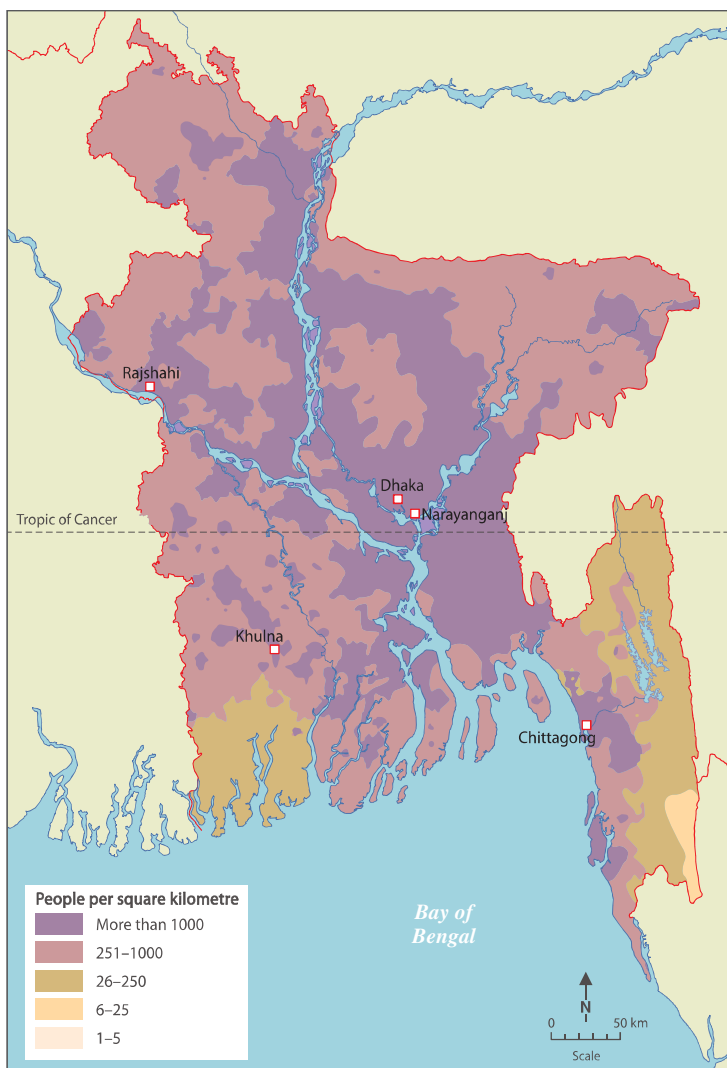 Rajshahi
Dhaka
Narayanganj
Tropic of Cancer
Khulna
Chittagong
People per square kilometre
More than 1000
251–1000
26–250
6–25
1–5
Bay of
Bengal
N
0 50 km
Scale